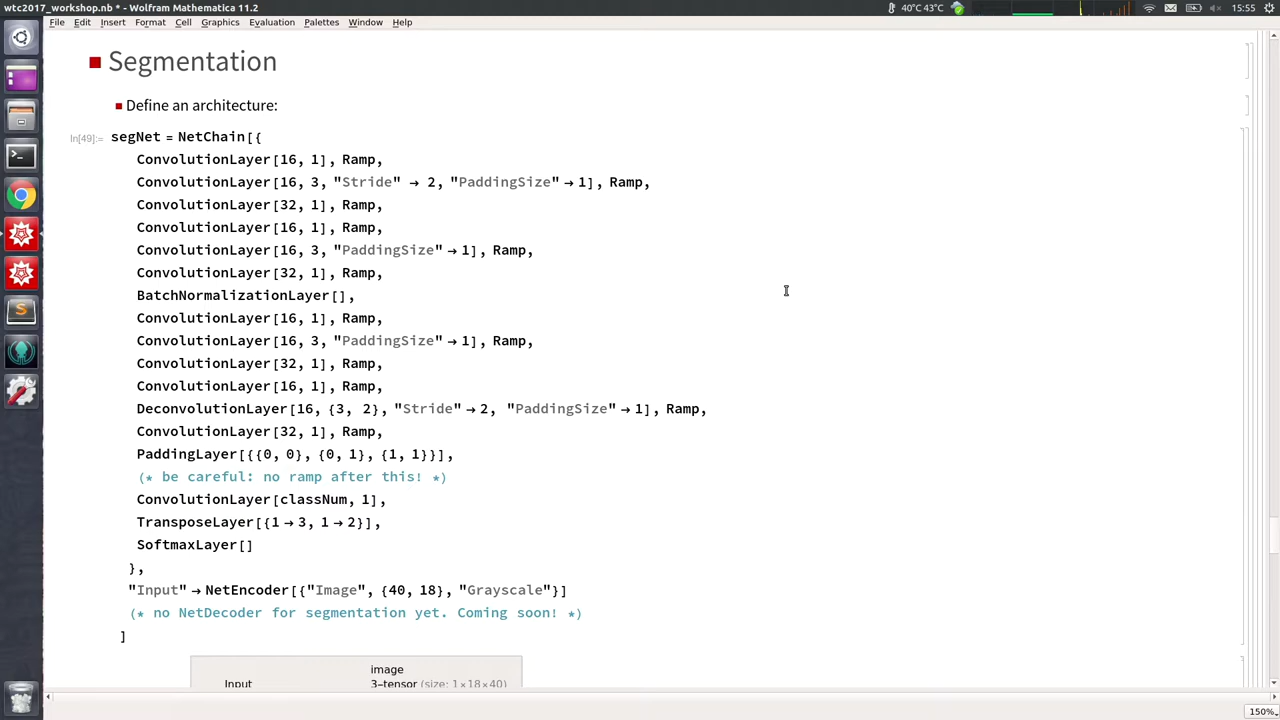 wtc2017_workshop.nb * - Wolfram Mathematica 11.2
40°C 43°C
15:55
File Edit Insert Format Cell Graphics Evaluation Palettes Window Help
Segmentation
Define an architecture:
In[49]:= segNet = NetChain[{
ConvolutionLayer[16, 1], Ramp,
ConvolutionLayer[16, 3, "Stride" → 2, "PaddingSize" → 1], Ramp,
ConvolutionLayer[32, 1], Ramp,
ConvolutionLayer[16, 1], Ramp,
ConvolutionLayer[16, 3, "PaddingSize" → 1], Ramp,
ConvolutionLayer[32, 1], Ramp,
BatchNormalizationLayer[],
ConvolutionLayer[16, 1], Ramp,
ConvolutionLayer[16, 3, "PaddingSize" → 1], Ramp,
ConvolutionLayer[32, 1], Ramp,
ConvolutionLayer[16, 1], Ramp,
DeconvolutionLayer[16, {3, 2}, "Stride" → 2, "PaddingSize" → 1], Ramp,
ConvolutionLayer[32, 1], Ramp,
PaddingLayer[{{0, 0}, {0, 1}, {1, 1}}],
(* be careful: no ramp after this! *)
ConvolutionLayer[classNum, 1],
TransposeLayer[{1 → 3, 1 → 2}],
SoftmaxLayer[]
},
"Input" → NetEncoder[{"Image", {40, 18}, "Grayscale"}]
(* no NetDecoder for segmentation yet. Coming soon! *)
]
image
Input 3-tensor (size: 1×18×40)
150%